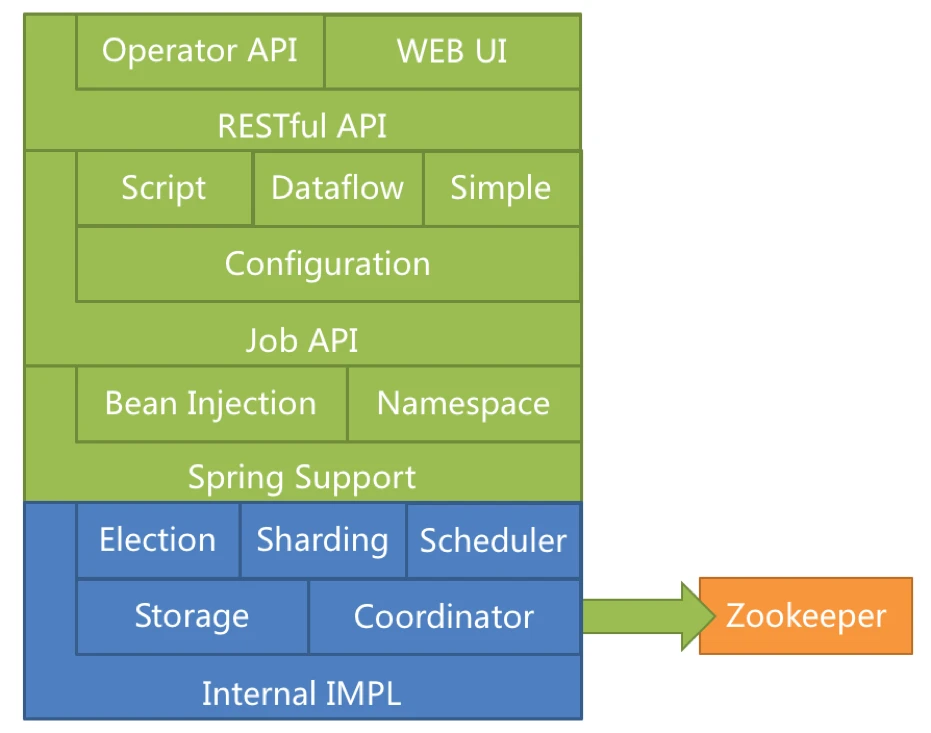 Operator API
WEB UI
RESTful API
Script
Dataflow
Simple
Configuration
Job API
Bean Injection
Namespace
Spring Support
Election
Sharding
Scheduler
Storage
Coordinator
Zookeeper
Internal IMPL